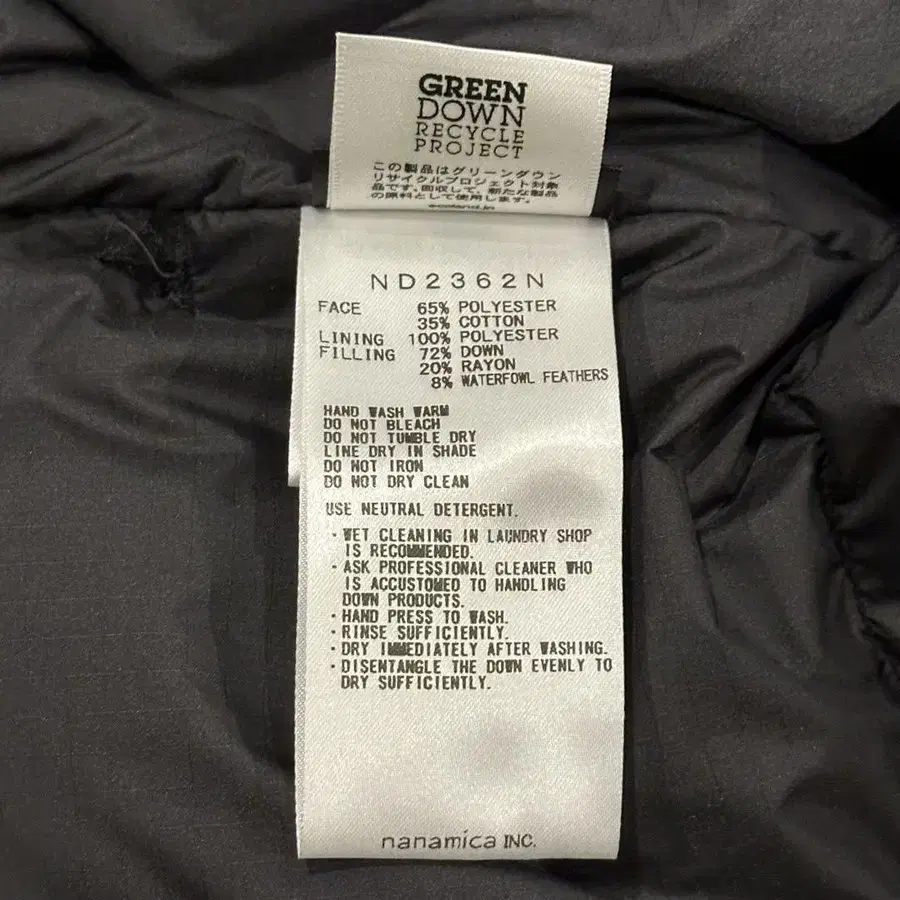 GREEN
DOWN
RECYCLE
PROJECT
この製品はグリーンダウン
リサイクルプロジェクト対象
品です。回収して、新たな製品
の原料として使用します。
ecoland.jp
ND2362N
FACE 65% POLYESTER
35% COTTON
LINING 100% POLYESTER
FILLING 72% DOWN
20% RAYON
8% WATERFOWL FEATHERS
HAND WASH WARM
DO NOT BLEACH
DO NOT TUMBLE DRY
LINE DRY IN SHADE
DO NOT IRON
DO NOT DRY CLEAN
USE NEUTRAL DETERGENT.
・WET CLEANING IN LAUNDRY SHOP
IS RECOMMENDED.
・ASK PROFESSIONAL CLEANER WHO
IS ACCUSTOMED TO HANDLING
DOWN PRODUCTS.
・HAND PRESS TO WASH.
・RINSE SUFFICIENTLY.
・DRY IMMEDIATELY AFTER WASHING.
・DISENTANGLE THE DOWN EVENLY TO
DRY SUFFICIENTLY.
nanamica INC.